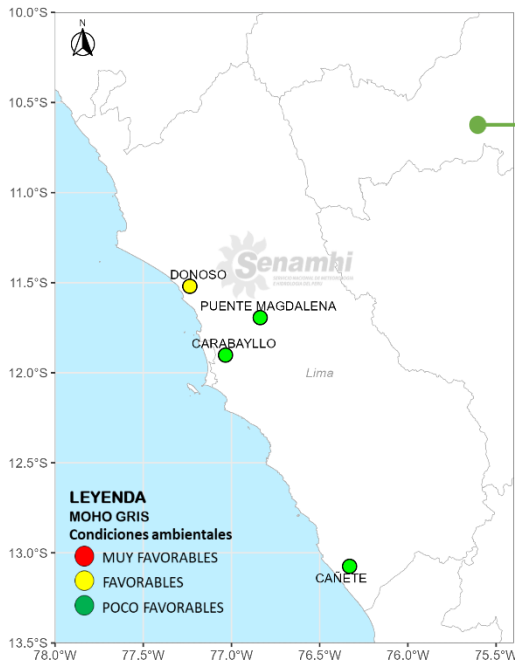 10.0°S
N
10.5°S
11.0°S
11.5°S
12.0°S
12.5°S
13.0°S
13.5°S
Senamhi
DONOSO
PUENTE MAGDALENA
CARABAYLLO
Lima
CAÑETE
LEYENDA
MOHO GRIS
Condiciones ambientales
MUY FAVORABLES
FAVORABLES
POCO FAVORABLES
78.0°W 77.5°W 77.0°W 76.5°W 76.0°W 75.5°W